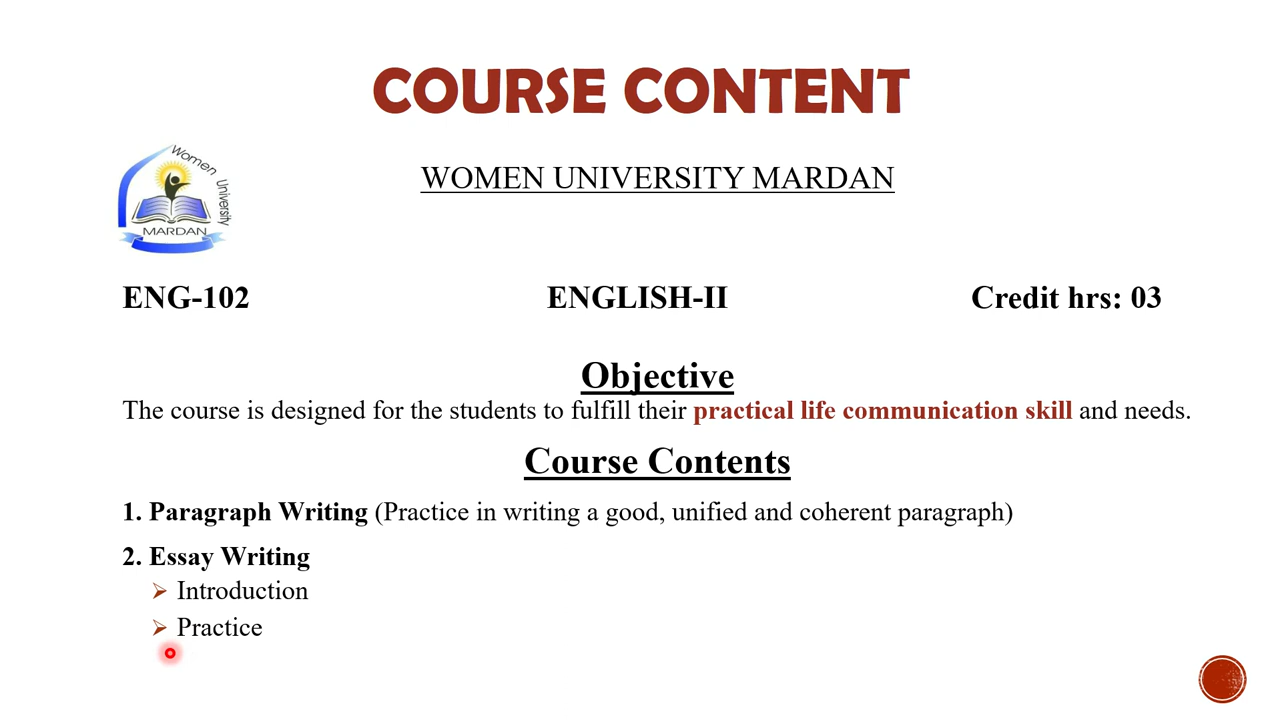 COURSE CONTENT
Women University
MARDAN
WOMEN UNIVERSITY MARDAN
ENG-102 ENGLISH-II Credit hrs: 03
Objective
The course is designed for the students to fulfill their practical life communication skill and needs.
Course Contents
1. Paragraph Writing (Practice in writing a good, unified and coherent paragraph)
2. Essay Writing
Introduction
Practice